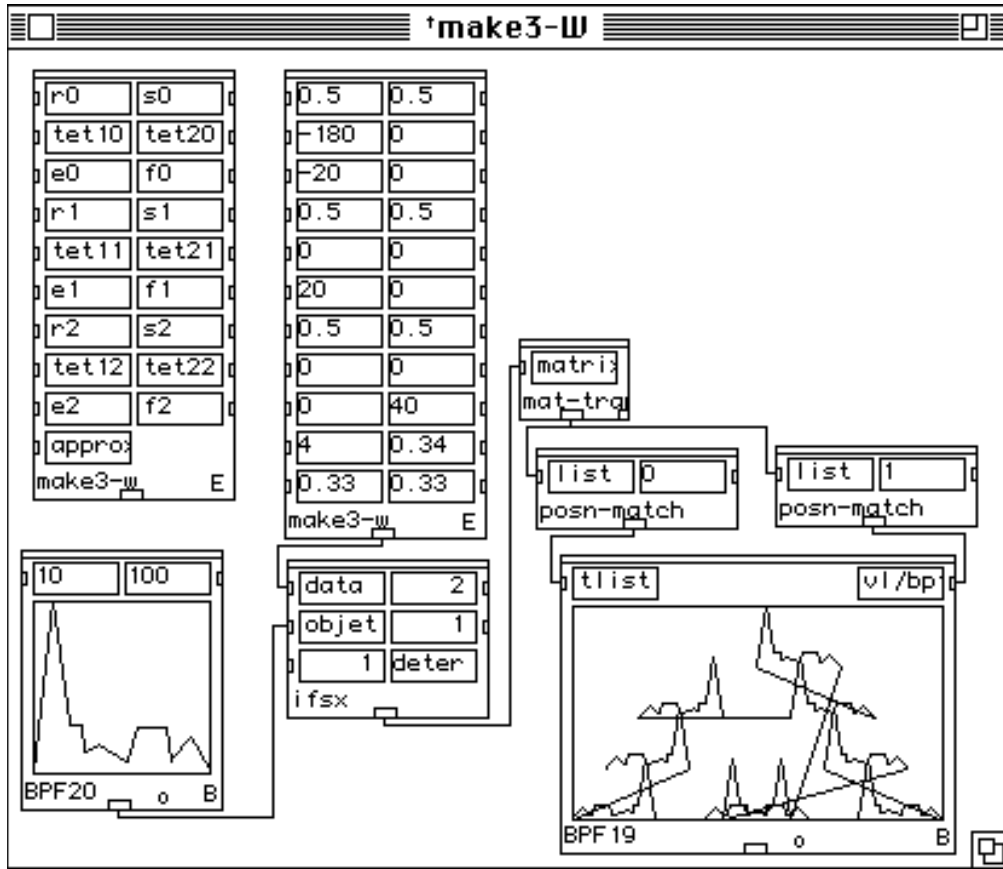 †make3-W
r0 s0
tet10 tet20
e0 f0
r1 s1
tet11 tet21
e1 f1
r2 s2
tet12 tet22
e2 f2
make3-w E
0.5 0.5
-180 0
-20 0
0.5 0.5
0 0
20 0
0.5 0.5
0 0
0 40
4 0.34
0.33 0.33
make3-w E
10 100
BPF20 o B
data 2
objet 1
1 deter
ifsx
list 0
posn-match
list 1
posn-match
tlist vl/bp
BPF19 o B